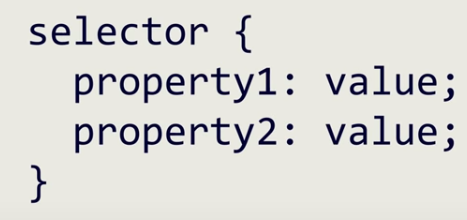 selector {
  property1: value;
  property2: value;
}